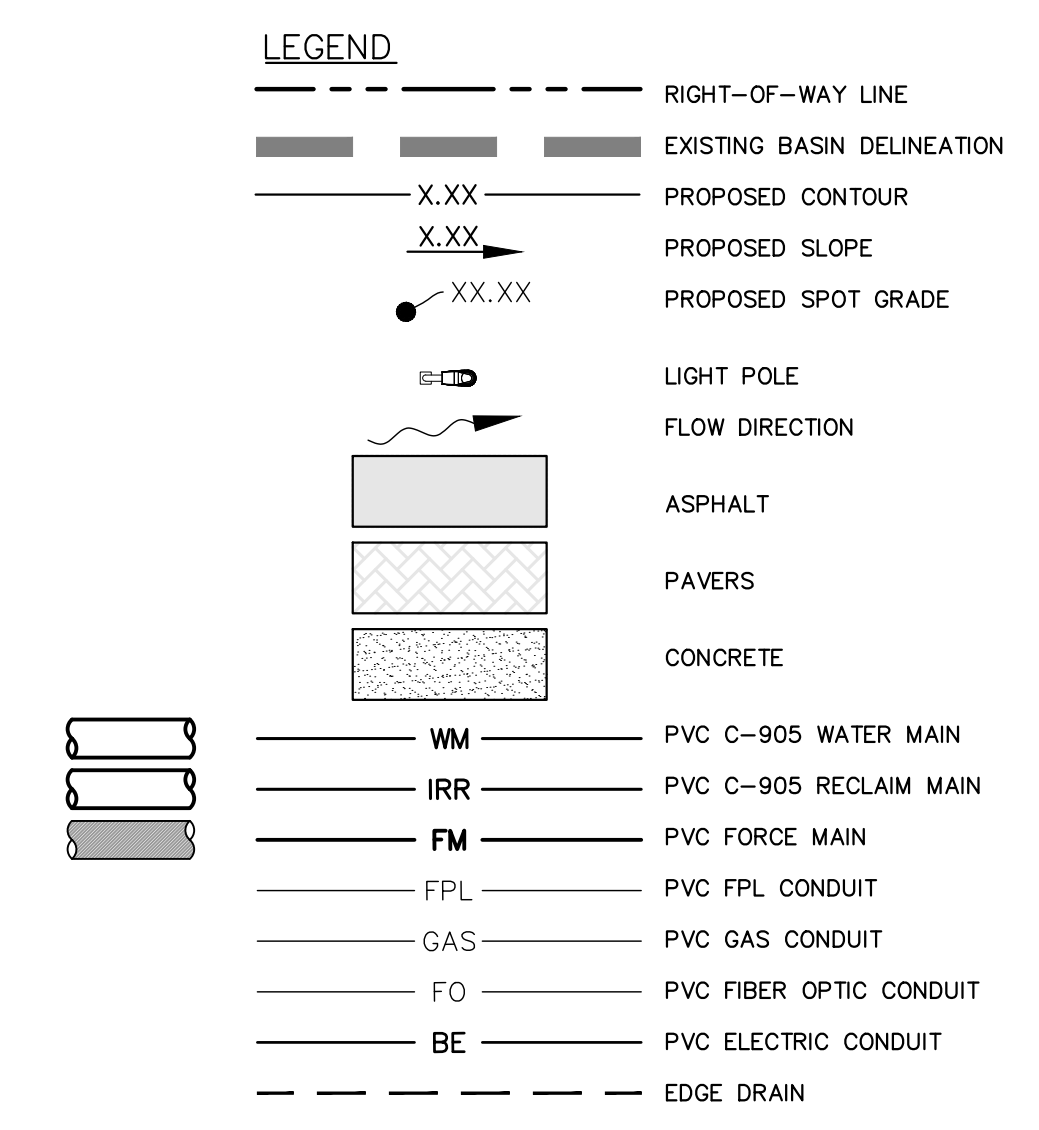 LEGEND
RIGHT-OF-WAY LINE
EXISTING BASIN DELINEATION
X.XX PROPOSED CONTOUR
X.XX PROPOSED SLOPE
XX.XX PROPOSED SPOT GRADE
LIGHT POLE
FLOW DIRECTION
ASPHALT
PAVERS
CONCRETE
WM PVC C-905 WATER MAIN
IRR PVC C-905 RECLAIM MAIN
FM PVC FORCE MAIN
FPL PVC FPL CONDUIT
GAS PVC GAS CONDUIT
FO PVC FIBER OPTIC CONDUIT
BE PVC ELECTRIC CONDUIT
EDGE DRAIN